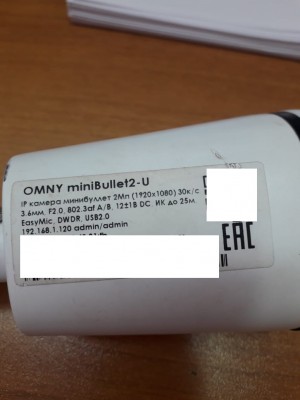 OMNY miniBullet2-U
IP камера минибуллет 2Мп (1920x1080) 30к/с
3.6мм, F2.0, 802.3af A/B, 12±1В DC, ИК до 25м,
EasyMic, DWDR, USB2.0
192.168.1.120 admin/admin
EAC